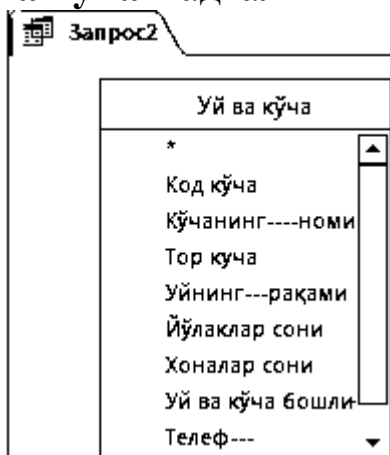 Запрос2
Уй ва кўча
*
Код кўча
Кўчанинг----номи
Тор куча
Уйнинг---рақами
Йўлаклар сони
Хоналар сони
Уй ва кўча бошли
Телеф---